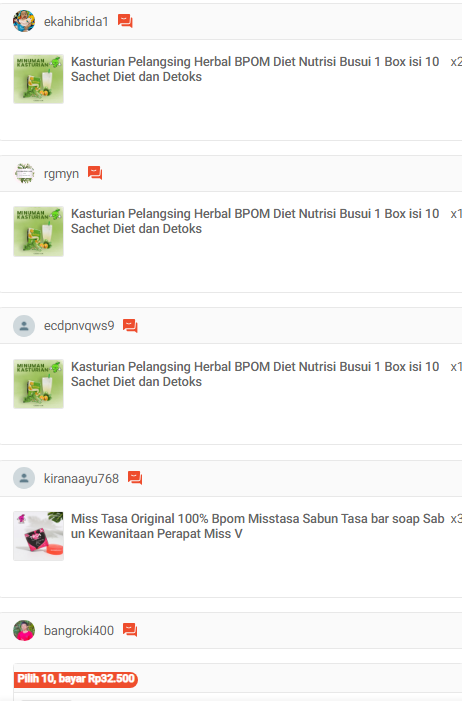 ekahibrida1
Kasturian Pelangsing Herbal BPOM Diet Nutrisi Busui 1 Box isi 10 x2
Sachet Diet dan Detoks
MINUMAN
KASTURIAN
rgmyn
Kasturian Pelangsing Herbal BPOM Diet Nutrisi Busui 1 Box isi 10 x1
Sachet Diet dan Detoks
MINUMAN
KASTURIAN
ecdpnvqws9
Kasturian Pelangsing Herbal BPOM Diet Nutrisi Busui 1 Box isi 10 x1
Sachet Diet dan Detoks
MINUMAN
KASTURIAN
kiranaayu768
Miss Tasa Original 100% Bpom Misstasa Sabun Tasa bar soap Sab x3
un Kewanitaan Perapat Miss V
bangroki400
Pilih 10, bayar Rp32.500